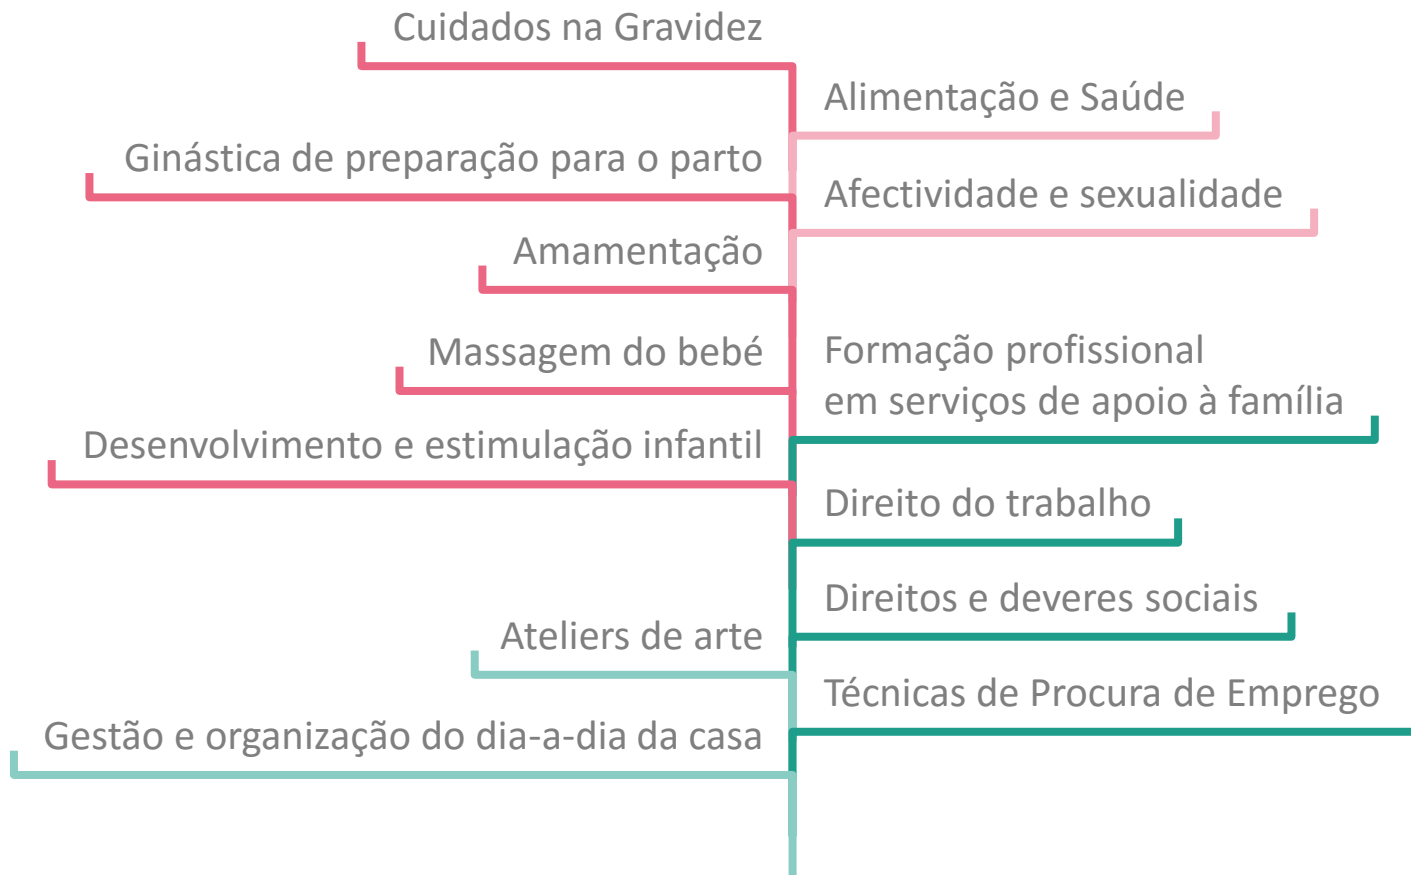 Cuidados na Gravidez
Alimentação e Saúde
Ginástica de preparação para o parto
Afectividade e sexualidade
Amamentação
Massagem do bebé
Formação profissional
em serviços de apoio à família
Desenvolvimento e estimulação infantil
Direito do trabalho
Direitos e deveres sociais
Ateliers de arte
Técnicas de Procura de Emprego
Gestão e organização do dia-a-dia da casa